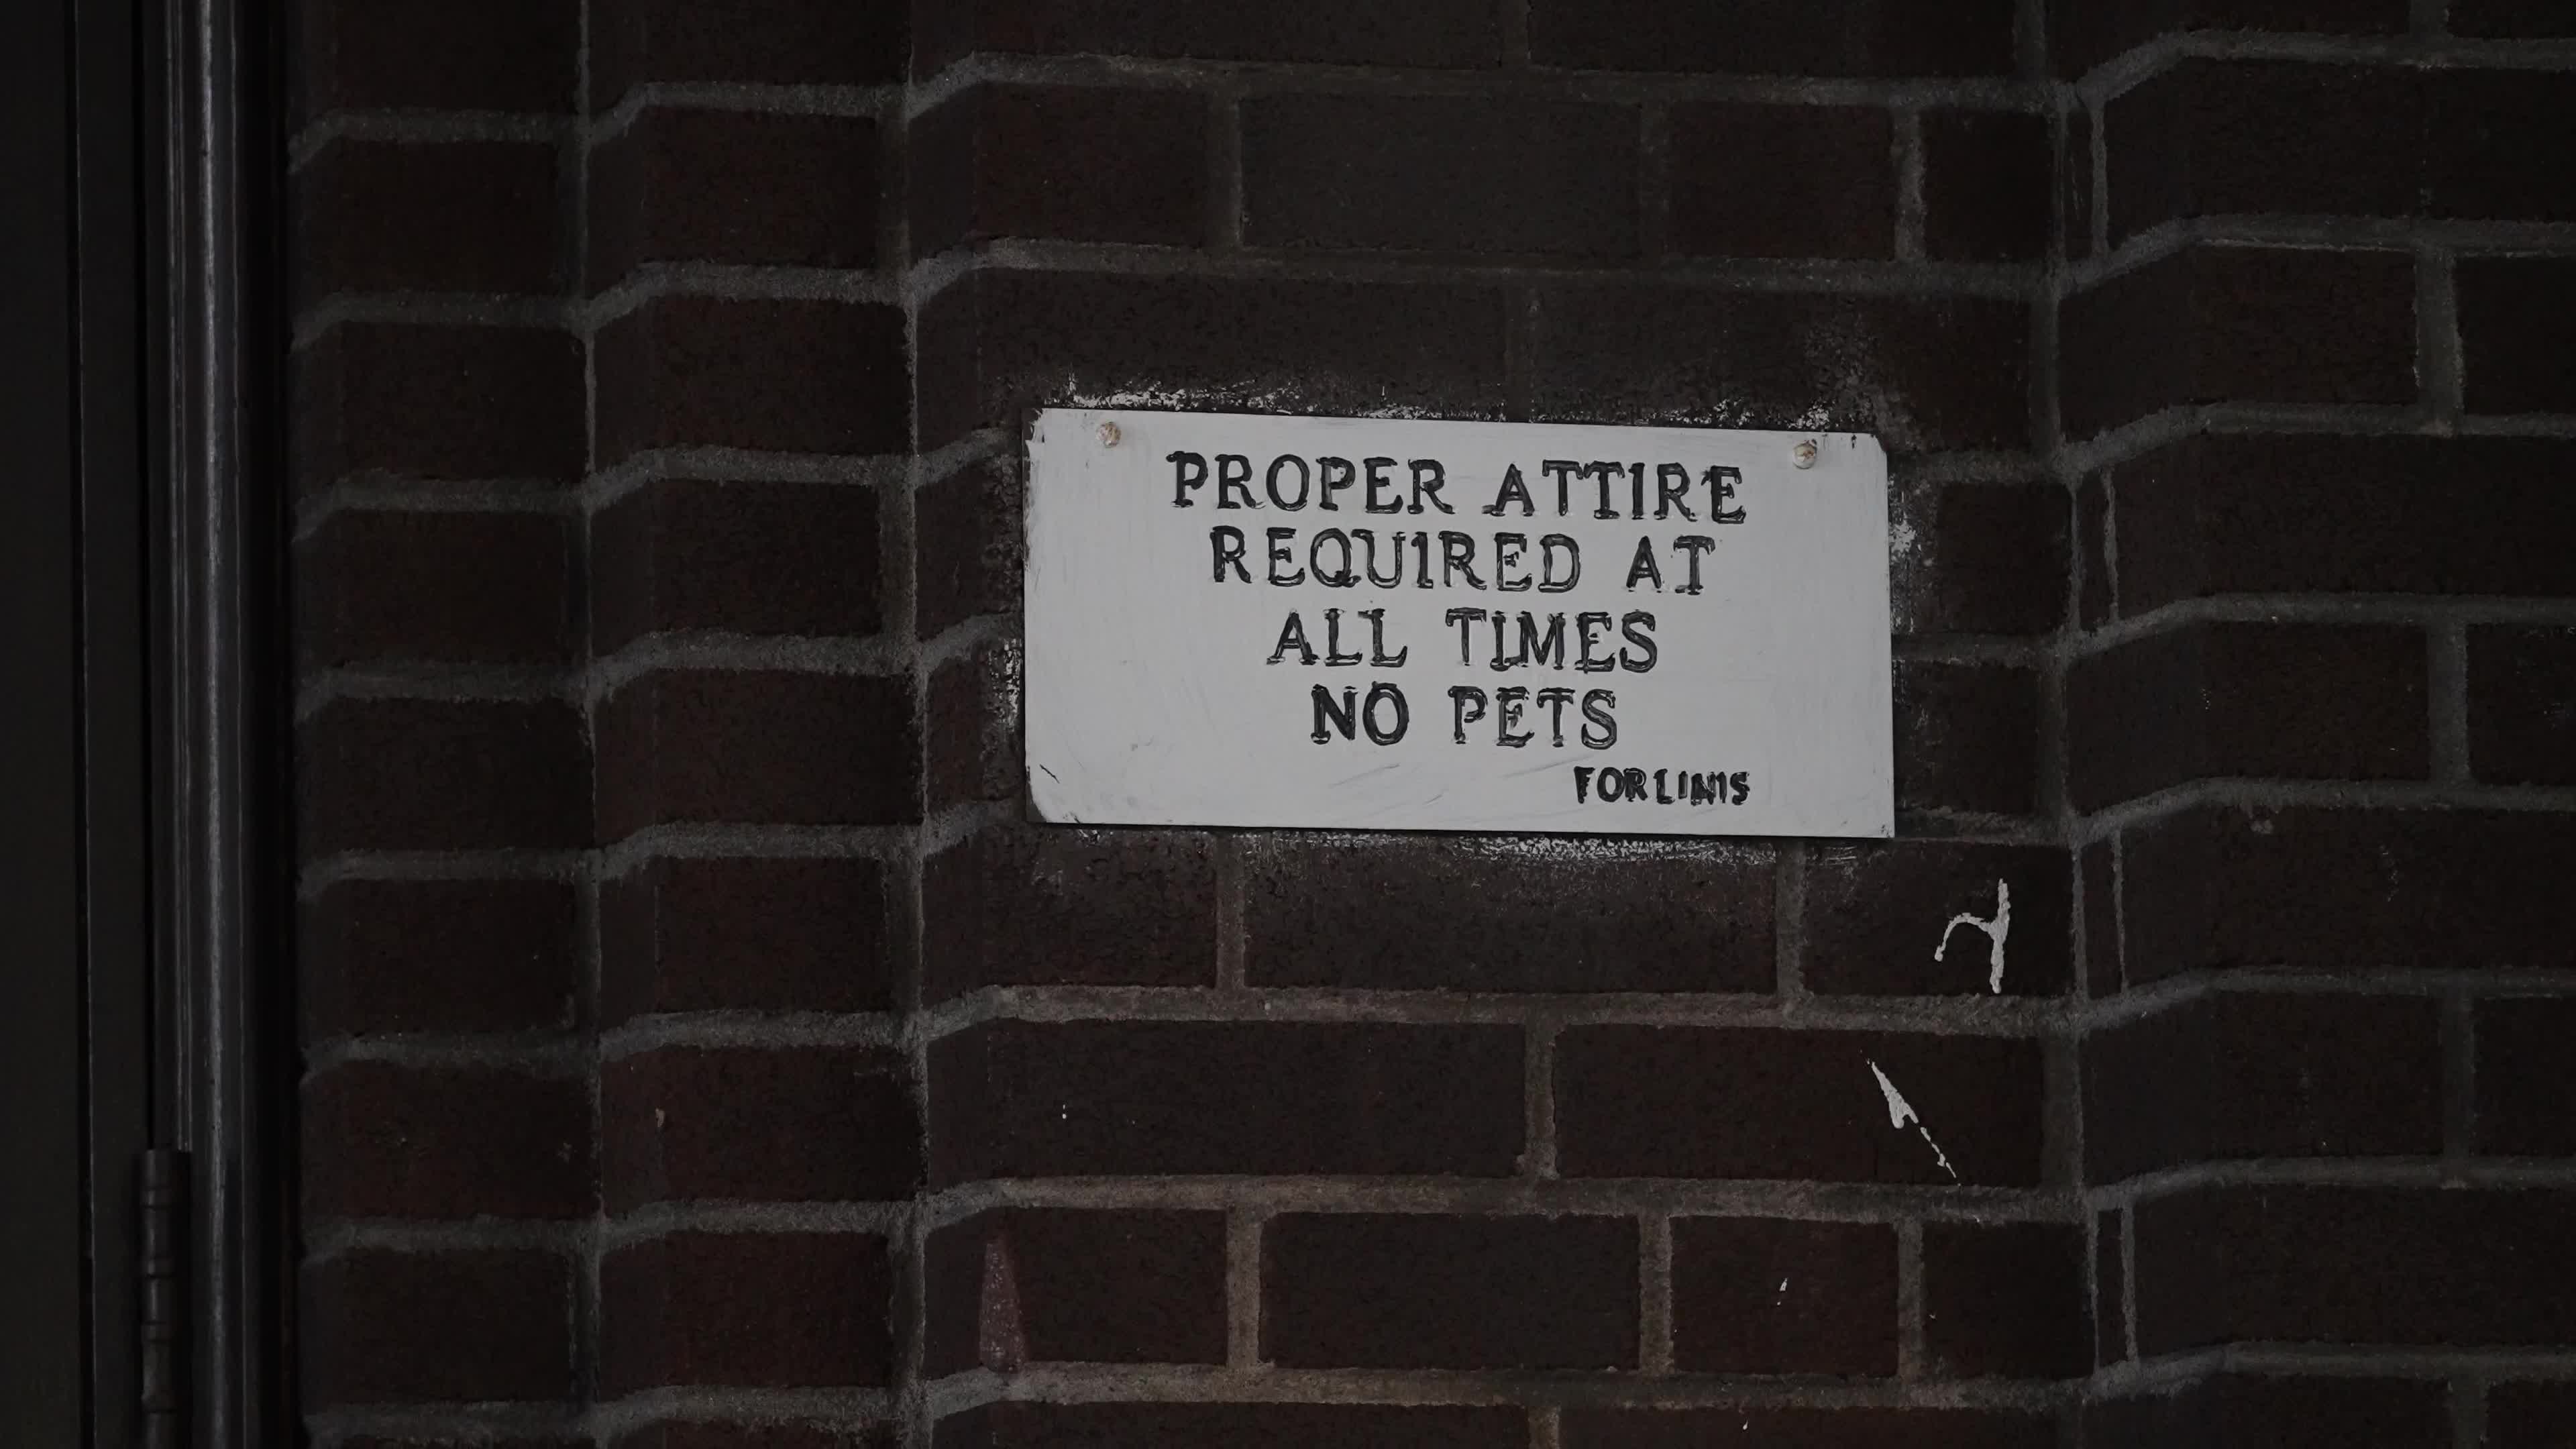 PROPER ATTIRE
REQUIRED AT
ALL TIMES
NO PETS
FORLINIS